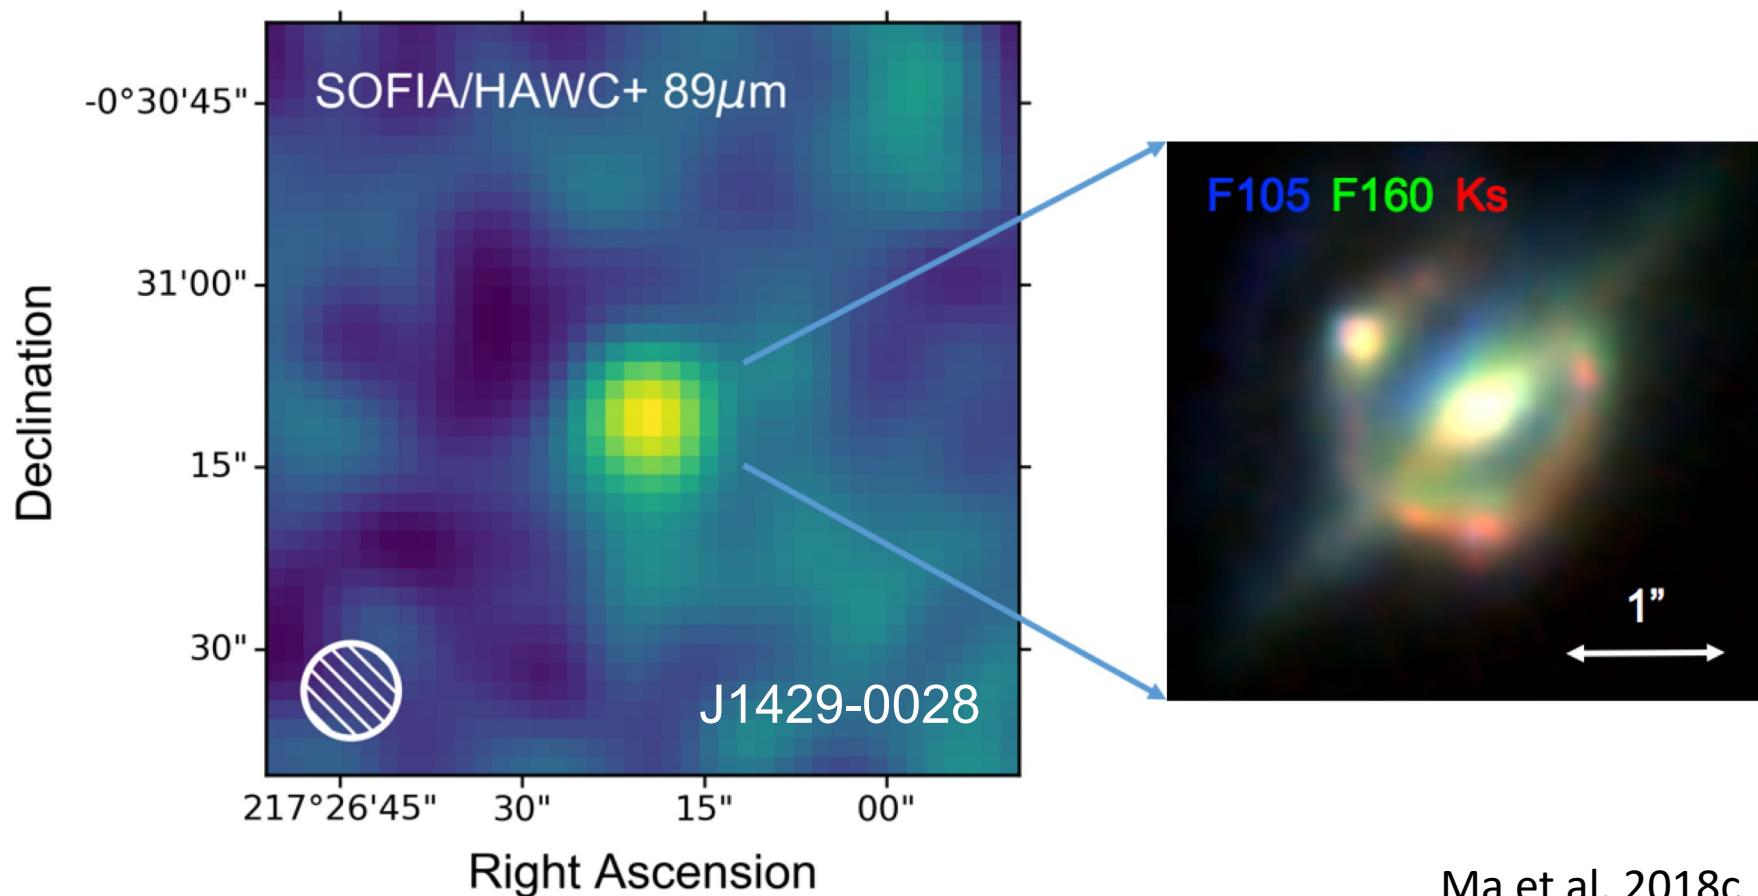 SOFIA/HAWC+ 89μm
-0°30'45"
31'00"
15"
30"
Declination
J1429-0028
217°26'45" 30" 15" 00"
Right Ascension
F105 F160 Ks
1”
Ma et al. 2018c